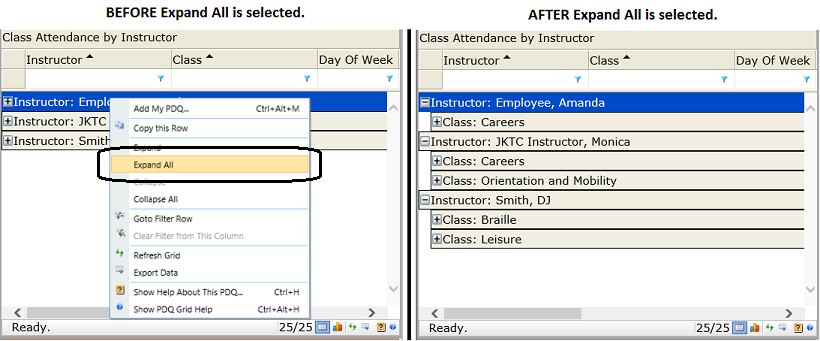 BEFORE Expand All is selected.
Class Attendance by Instructor
Instructor Class Day Of Week
Instructor: Emplo
Instructor: JKTC
Instructor: Smith
Add My PDQ... Ctrl+Alt+M
Copy this Row
Expand
Expand All
Collapse
Collapse All
Goto Filter Row
Clear Filter from This Column
Refresh Grid
Export Data
Show Help About This PDQ... Ctrl+H
Show PDQ Grid Help Ctrl+Alt+H
Ready. 25/25
AFTER Expand All is selected.
Class Attendance by Instructor
Instructor Class Day Of Week
Instructor: Employee, Amanda
Class: Careers
Instructor: JKTC Instructor, Monica
Class: Careers
Class: Orientation and Mobility
Instructor: Smith, DJ
Class: Braille
Class: Leisure
Ready. 25/25